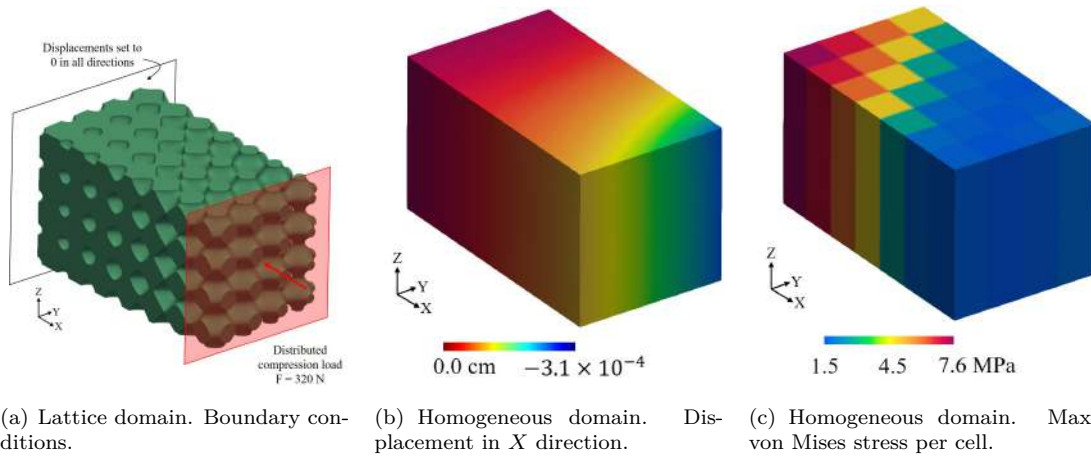 Displacements set to
0 in all directions
Z
Y
X
Distributed
compression load
F = 320 N
Z
Y
X
0.0 cm
−3.1 × 10⁻⁴
Z
Y
X
1.5
4.5
7.6 MPa
(a) Lattice domain. Boundary con-
ditions.
(b) Homogeneous domain. Dis-
placement in X direction.
(c) Homogeneous domain. Max
von Mises stress per cell.